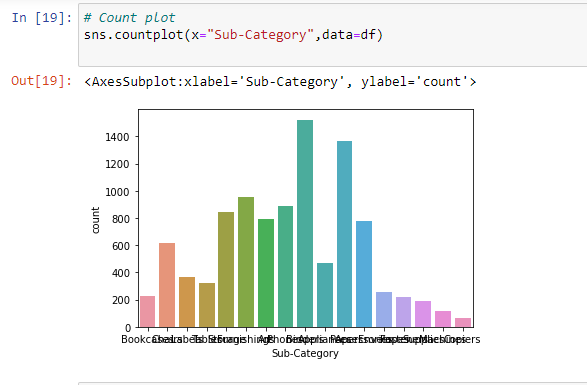 In [19]: # Count plot
sns.countplot(x="Sub-Category",data=df)
Out[19]: <AxesSubplot:xlabel='Sub-Category', ylabel='count'>
1400
1200
1000
800
600
400
200
0
count
Sub-Category